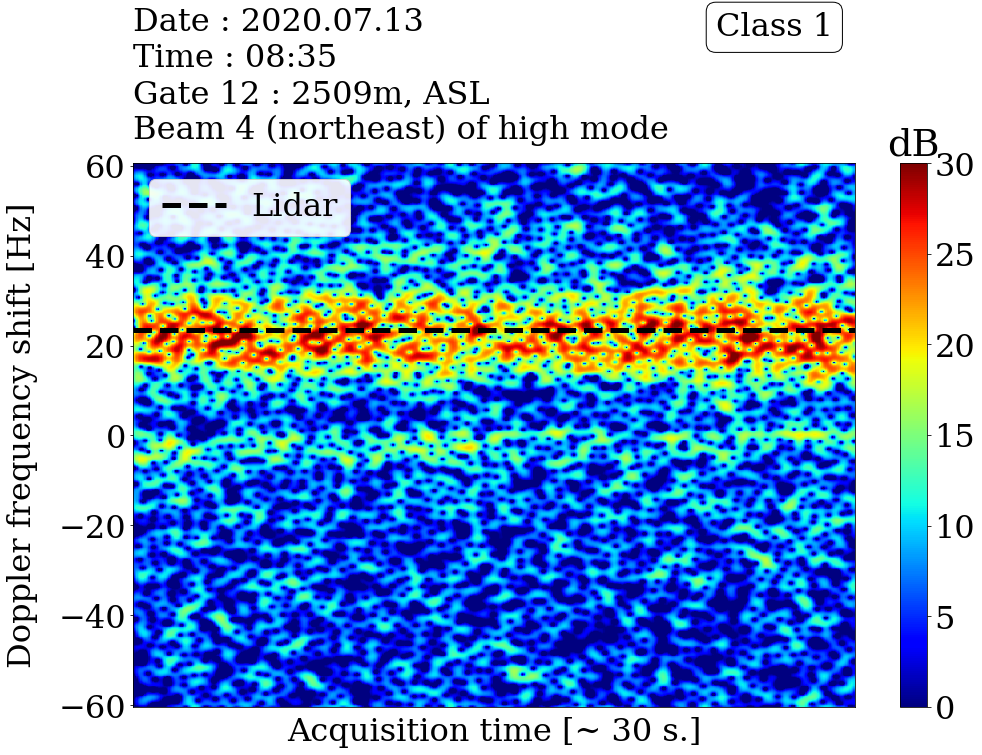 Date : 2020.07.13
Time : 08:35
Gate 12 : 2509m, ASL
Beam 4 (northeast) of high mode
Class 1
dB
Lidar
Doppler frequency shift [Hz]
60
40
20
0
−20
−40
−60
30
25
20
15
10
5
0
Acquisition time [~ 30 s.]